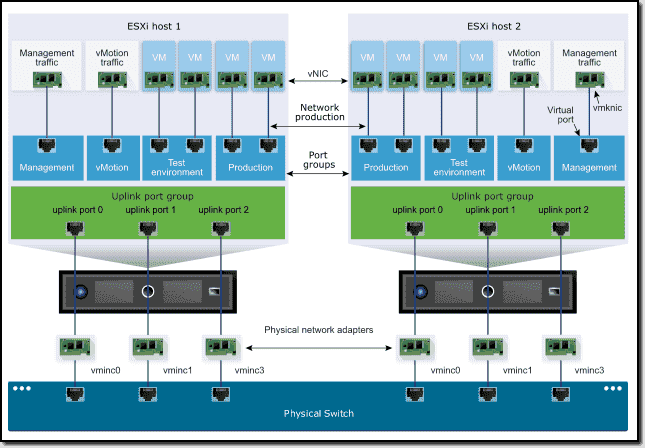 ESXi host 1
ESXi host 2
Management traffic
vMotion traffic
VM
VM
VM
VM
vNIC
VM
VM
VM
VM
vMotion traffic
Management traffic
Network production
Virtual port
vmknic
Management
vMotion
Test environment
Production
Port groups
Production
Test environment
vMotion
Management
Uplink port group
Uplink port group
uplink port 0
uplink port 1
uplink port 2
uplink port 0
uplink port 1
uplink port 2
Physical network adapters
vminc0
vminc1
vminc3
vminc0
vminc1
vminc3
Physical Switch